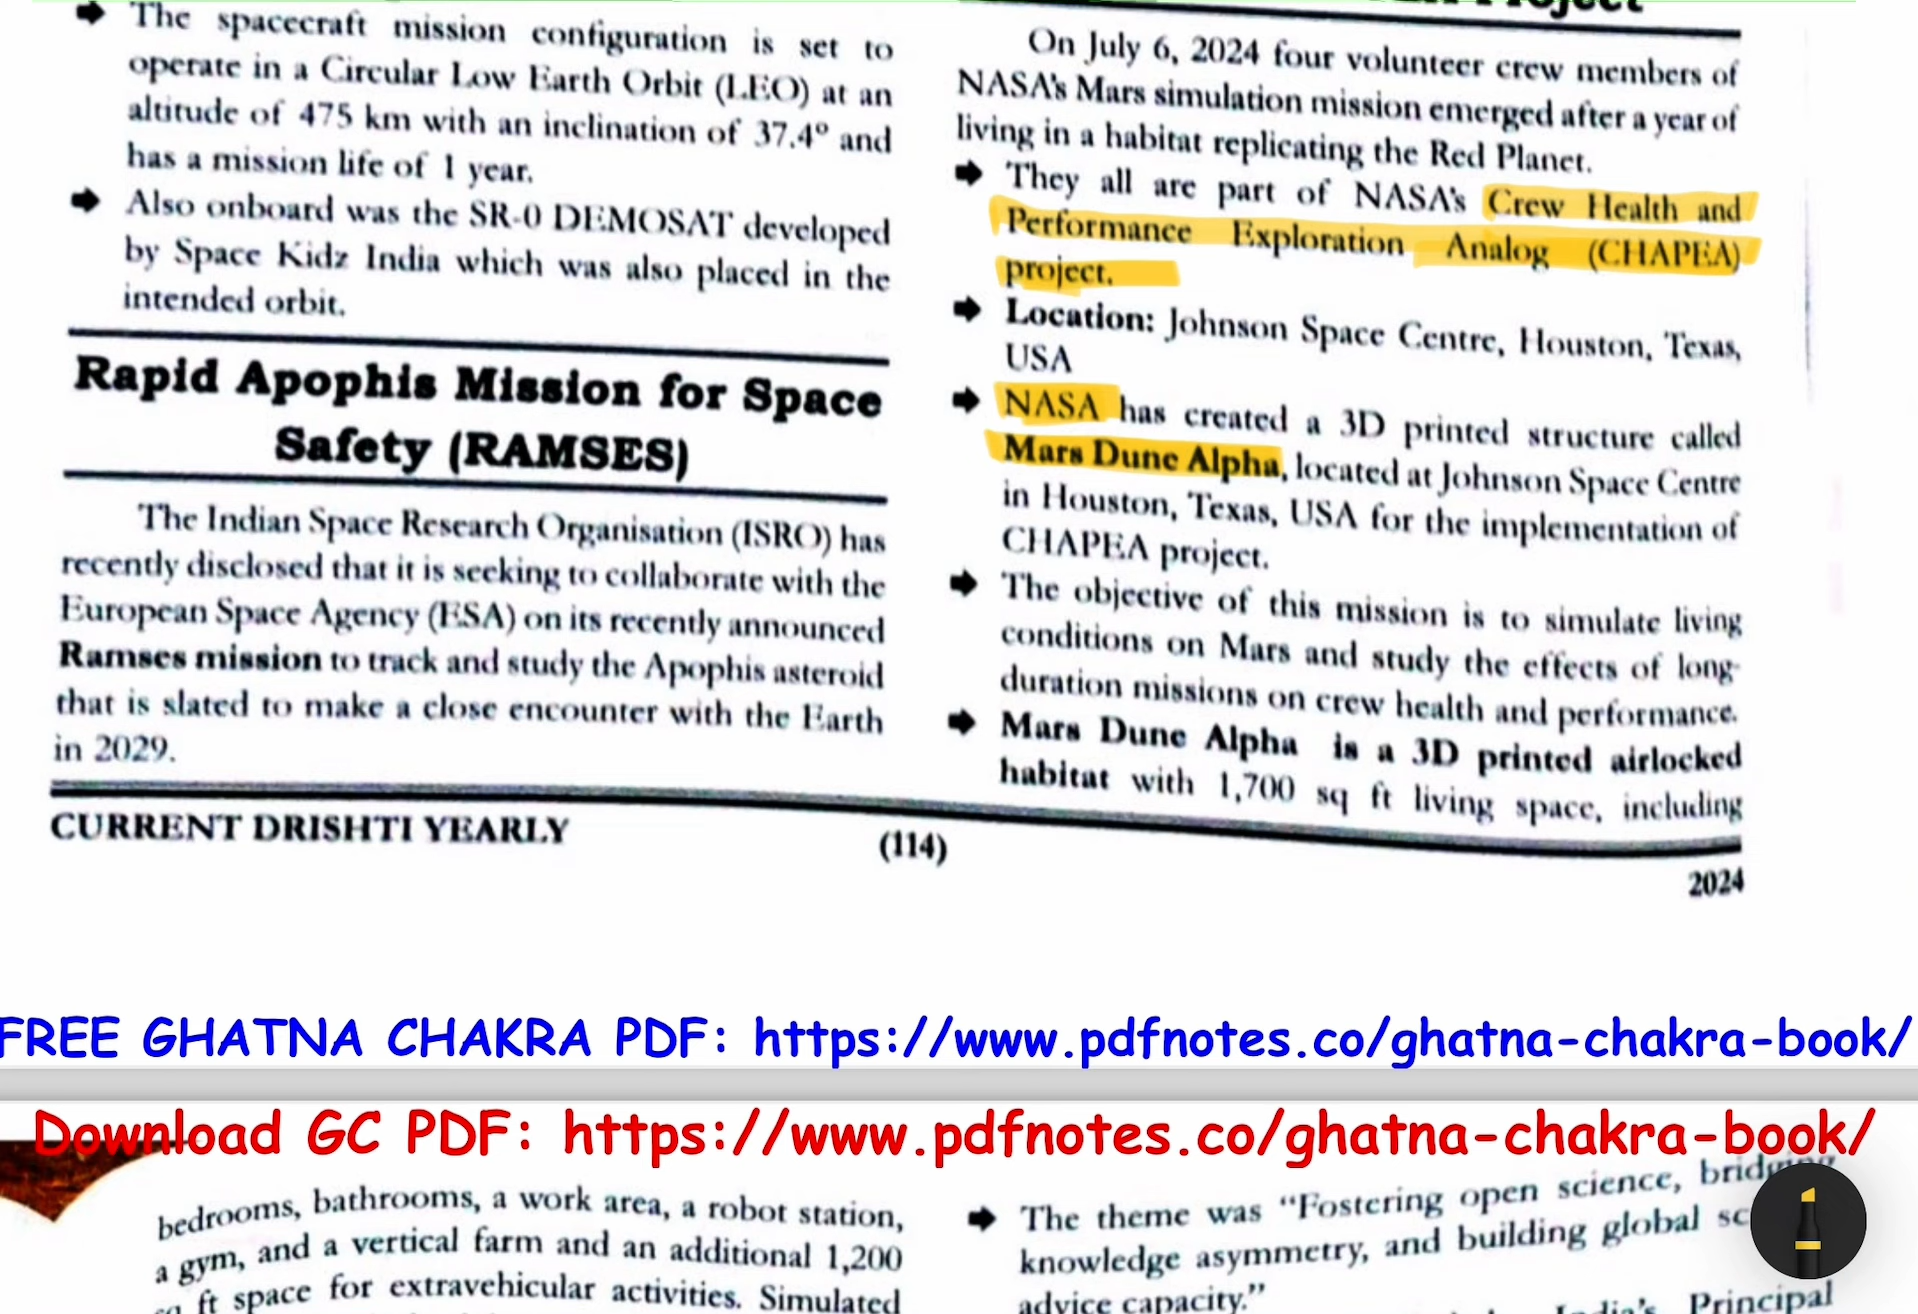 ➡ The spacecraft mission configuration is set to
operate in a Circular Low Earth Orbit (LEO) at an
altitude of 475 km with an inclination of 37.4° and
has a mission life of 1 year.
➡ Also onboard was the SR-0 DEMOSAT developed
by Space Kidz India which was also placed in the
intended orbit.
Rapid Apophis Mission for Space
Safety (RAMSES)
The Indian Space Research Organisation (ISRO) has
recently disclosed that it is seeking to collaborate with the
European Space Agency (ESA) on its recently announced
Ramses mission to track and study the Apophis asteroid
that is slated to make a close encounter with the Earth
in 2029.
Project
On July 6, 2024 four volunteer crew members of
NASA's Mars simulation mission emerged after a year of
living in a habitat replicating the Red Planet.
➡ They all are part of NASA's Crew Health and
Performance Exploration Analog (CHAPEA)
project.
➡ Location: Johnson Space Centre, Houston, Texas,
USA
➡ NASA has created a 3D printed structure called
Mars Dune Alpha, located at Johnson Space Centre
in Houston, Texas, USA for the implementation of
CHAPEA project.
➡ The objective of this mission is to simulate living
conditions on Mars and study the effects of long-
duration missions on crew health and performance.
➡ Mars Dune Alpha is a 3D printed airlocked
habitat with 1,700 sq ft living space, including
CURRENT DRISHTI YEARLY
(114)
2024
FREE GHATNA CHAKRA PDF: https://www.pdfnotes.co/ghatna-chakra-book/
Download GC PDF: https://www.pdfnotes.co/ghatna-chakra-book/
bedrooms, bathrooms, a work area, a robot station,
a gym, and a vertical farm and an additional 1,200
sq ft space for extravehicular activities. Simulated
➡ The theme was “Fostering open science, bridging
knowledge asymmetry, and building global
advice capacity.”
India's Principal